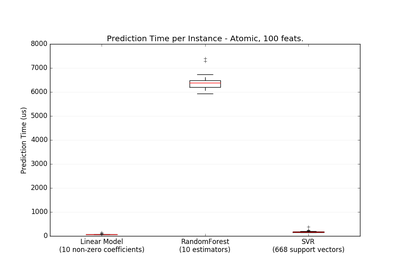 Prediction Time per Instance - Atomic, 100 feats.
8000
7000
6000
5000
4000
3000
2000
1000
0
Prediction Time (us)
Linear Model
(10 non-zero coefficients)
RandomForest
(10 estimators)
SVR
(668 support vectors)